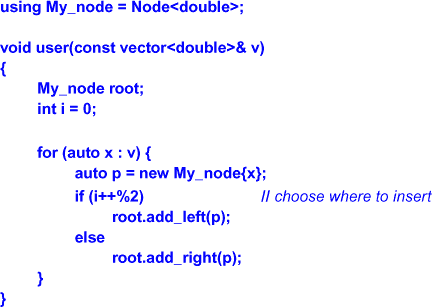 using My_node = Node<double>;
void user(const vector<double>& v)
{
My_node root;
int i = 0;
for (auto x : v) {
auto p = new My_node{x};
if (i++%2) // choose where to insert
root.add_left(p);
else
root.add_right(p);
}
}